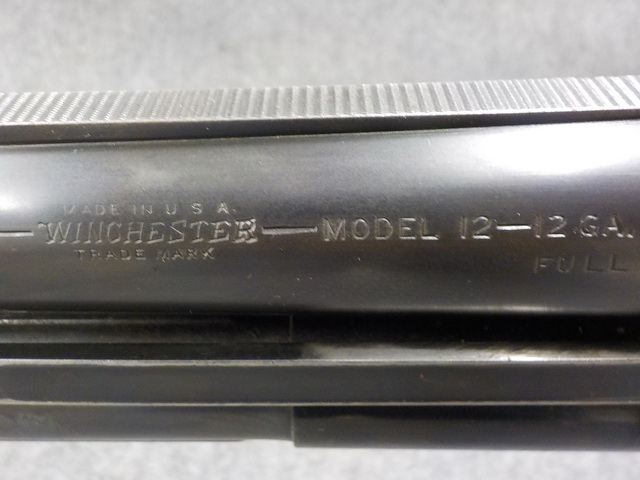 MADE IN U S A.
—WINCHESTER— MODEL 12—12 GA.
TRADE MARK
FULL